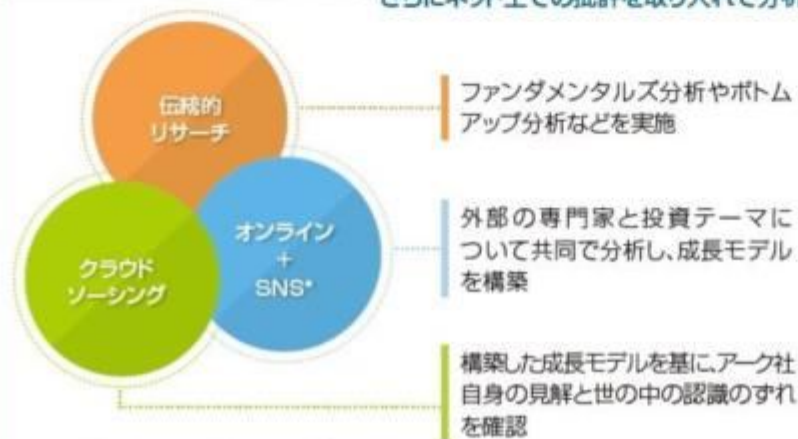 伝統的
リサーチ
ファンダメンタルズ分析やボトム
アップ分析などを実施
オンライン
+
SNS*
外部の専門家と投資テーマに
ついて共同で分析し、成長モデル
を構築
クラウド
ソーシング
構築した成長モデルを基に、アーク社
自身の見解と世の中の認識のずれ
を確認